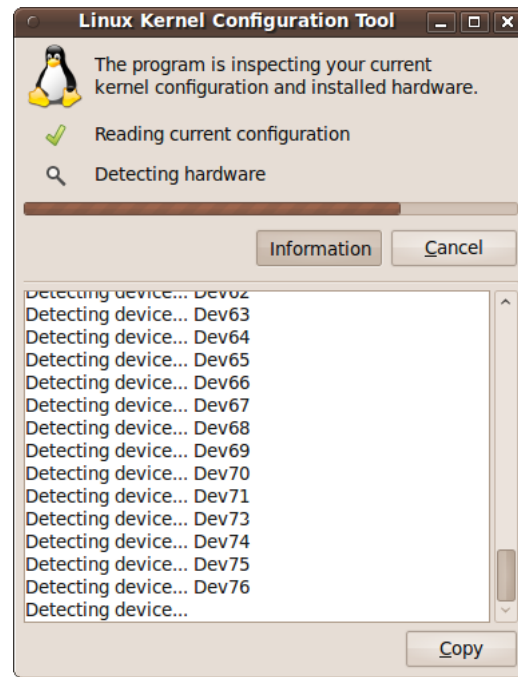 Linux Kernel Configuration Tool
The program is inspecting your current
kernel configuration and installed hardware.
Reading current configuration
Detecting hardware
Information
Cancel
Detecting device... Dev62
Detecting device... Dev63
Detecting device... Dev64
Detecting device... Dev65
Detecting device... Dev66
Detecting device... Dev67
Detecting device... Dev68
Detecting device... Dev69
Detecting device... Dev70
Detecting device... Dev71
Detecting device... Dev73
Detecting device... Dev74
Detecting device... Dev75
Detecting device... Dev76
Detecting device...
Copy